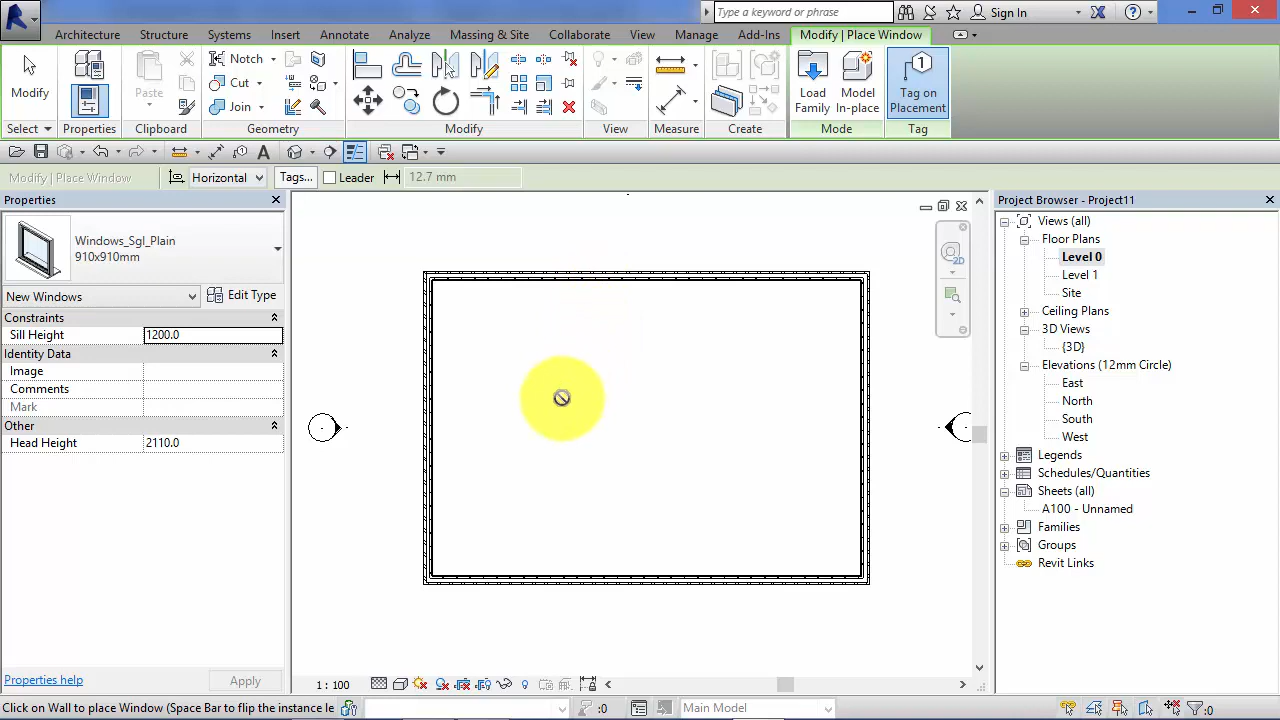 Type a keyword or phrase
Sign In
Architecture Structure Systems Insert Annotate Analyze Massing & Site Collaborate View Manage Add-Ins Modify | Place Window
Modify
Paste
Notch
Cut
Join
Load Family
Model In-place
1
Tag on Placement
Select Properties Clipboard Geometry Modify View Measure Create Mode Tag
Modify | Place Window Horizontal Tags... Leader 12.7 mm
Properties
Windows_Sgl_Plain
910x910mm
New Windows Edit Type
Constraints
Sill Height 1200.0
Identity Data
Image
Comments
Mark
Other
Head Height 2110.0
Properties help Apply
2D
Project Browser - Project11
Views (all)
Floor Plans
Level 0
Level 1
Site
Ceiling Plans
3D Views
{3D}
Elevations (12mm Circle)
East
North
South
West
Legends
Schedules/Quantities
Sheets (all)
A100 - Unnamed
Families
Groups
Revit Links
1 : 100
Click on Wall to place Window (Space Bar to flip the instance le :0 Main Model :0